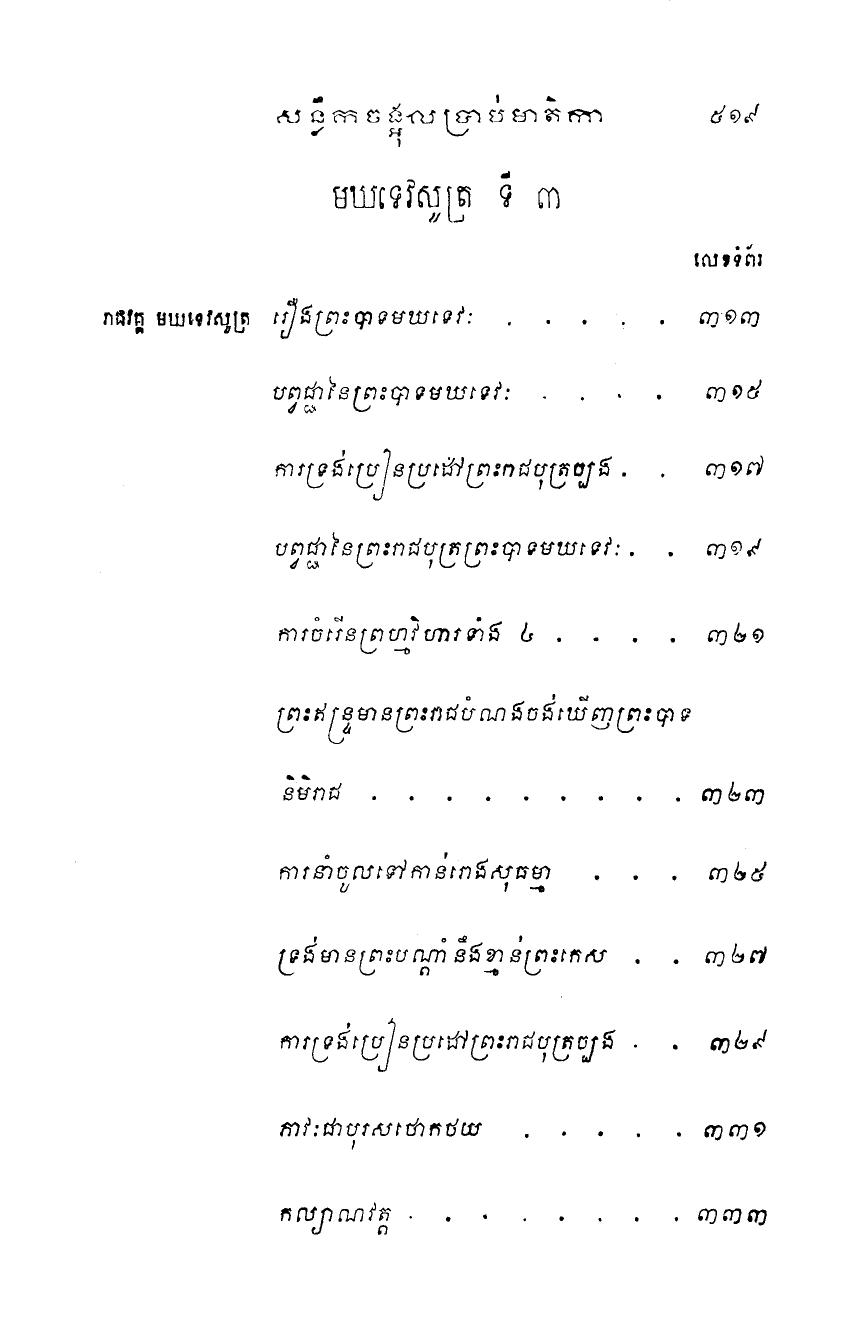 សន្លឹកចង្អុលប្រាប់មាតិកា ៥១៩
មឃទេវសូត្រ ទី ៣
លេខទំព័រ
រាជវគ្គ មឃទេវសូត្រ រឿងព្រះបាទមឃទេវៈ . . . . . ៣១៣
បព្វជ្ជានៃព្រះបាទមឃទេវៈ . . . . ៣១៥
ការទ្រង់ប្រៀនប្រដៅព្រះរាជបុត្រច្បង . . ៣១៧
បព្វជ្ជានៃព្រះរាជបុត្រព្រះបាទមឃទេវៈ . . ៣១៩
ការចំរើនព្រហ្មវិហារទាំង ៤ . . . . ៣២១
ព្រះឥន្ទ្រមានព្រះរាជបំណងចង់ឃើញព្រះបាទ
និមិរាជ . . . . . . . . . ៣២៣
ការនាំចូលទៅកាន់រោងសុធម្មា . . . ៣២៥
ទ្រង់មានព្រះបណ្តាំនឹងខ្មាន់ព្រះកេស . . ៣២៧
ការទ្រង់ប្រៀនប្រដៅព្រះរាជបុត្រច្បង . . ៣២៩
ភាវៈជាបុរសថោកថយ . . . . . ៣៣១
កល្យាណវត្ត . . . . . . . . ៣៣៣